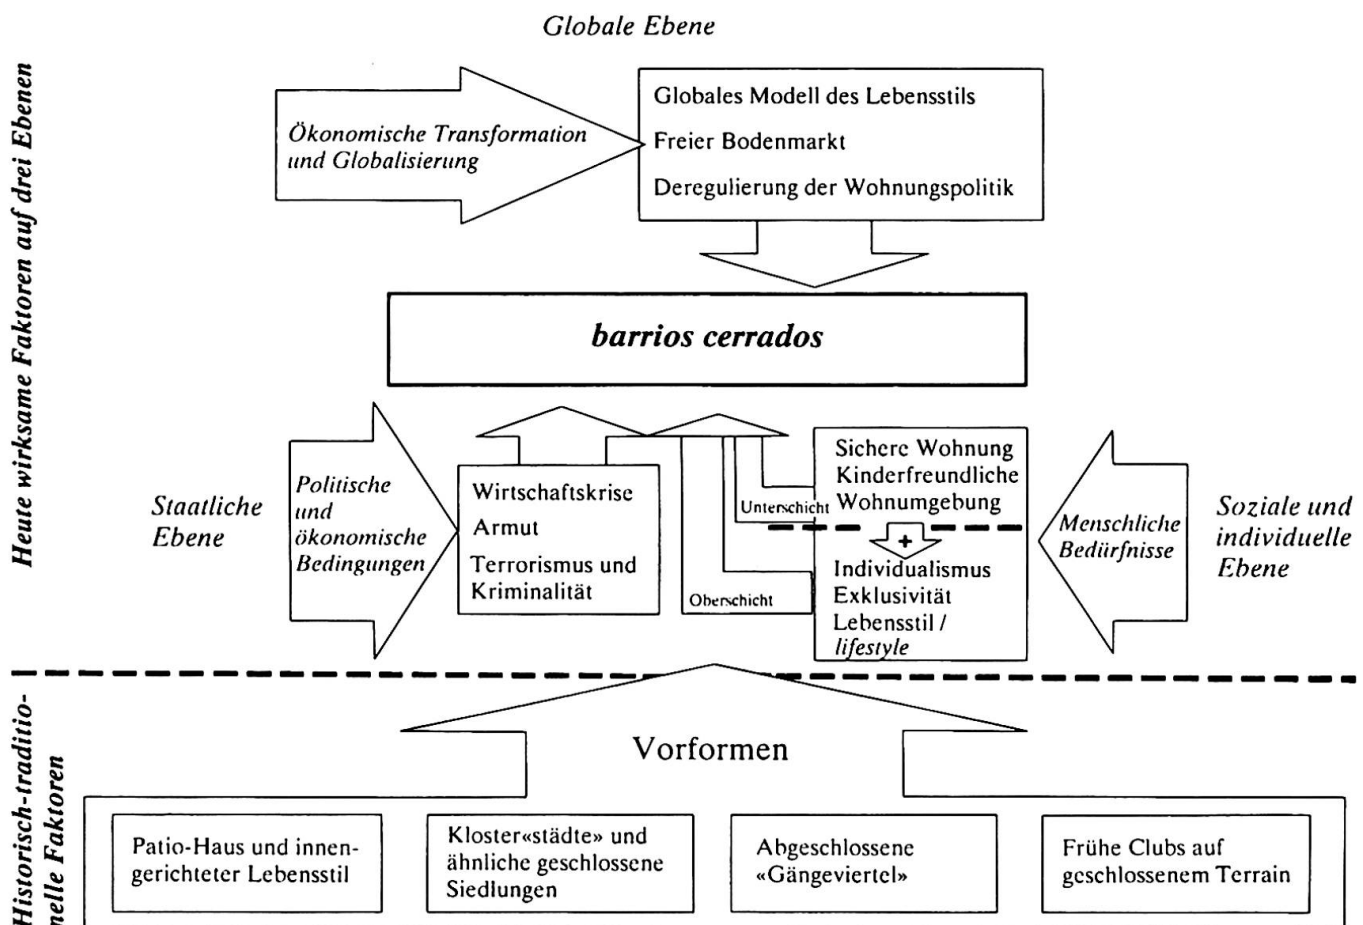 Globale Ebene
Heute wirksame Faktoren auf drei Ebenen
Ökonomische Transformation
und Globalisierung
Globales Modell des Lebensstils
Freier Bodenmarkt
Deregulierung der Wohnungspolitik
barrios cerrados
Staatliche
Ebene
Politische
und
ökonomische
Bedingungen
Wirtschaftskrise
Armut
Terrorismus und
Kriminalität
Unterschicht
Oberschicht
Sichere Wohnung
Kinderfreundliche
Wohnumgebung
+
Individualismus
Exklusivität
Lebensstil /
lifestyle
Menschliche
Bedürfnisse
Soziale und
individuelle
Ebene
Historisch-traditio-
nelle Faktoren
Vorformen
Patio-Haus und innen-
gerichteter Lebensstil
Kloster«städte» und
ähnliche geschlossene
Siedlungen
Abgeschlossene
«Gängeviertel»
Frühe Clubs auf
geschlossenem Terrain